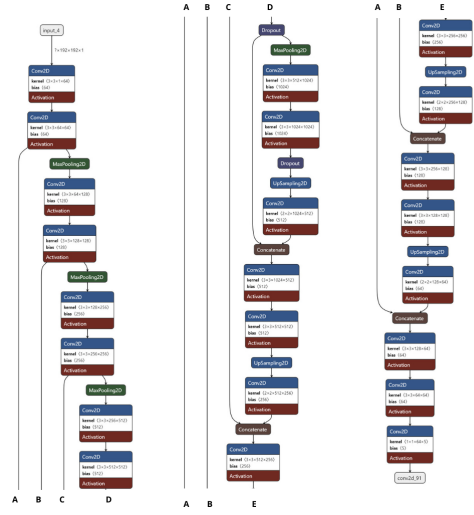 input_4
?×192×192×1
Conv2D
kernel ⟨3×3×1×64⟩
bias ⟨64⟩
Activation
Conv2D
kernel ⟨3×3×64×64⟩
bias ⟨64⟩
Activation
MaxPooling2D
Conv2D
kernel ⟨3×3×64×128⟩
bias ⟨128⟩
Activation
Conv2D
kernel ⟨3×3×128×128⟩
bias ⟨128⟩
Activation
MaxPooling2D
Conv2D
kernel ⟨3×3×128×256⟩
bias ⟨256⟩
Activation
Conv2D
kernel ⟨3×3×256×256⟩
bias ⟨256⟩
Activation
MaxPooling2D
Conv2D
kernel ⟨3×3×256×512⟩
bias ⟨512⟩
Activation
Conv2D
kernel ⟨3×3×512×512⟩
bias ⟨512⟩
Activation
A B C D
A B C D
Dropout
MaxPooling2D
Conv2D
kernel ⟨3×3×512×1024⟩
bias ⟨1024⟩
Activation
Conv2D
kernel ⟨3×3×1024×1024⟩
bias ⟨1024⟩
Activation
Dropout
UpSampling2D
Conv2D
kernel ⟨2×2×1024×512⟩
bias ⟨512⟩
Activation
Concatenate
Conv2D
kernel ⟨3×3×1024×512⟩
bias ⟨512⟩
Activation
Conv2D
kernel ⟨3×3×512×512⟩
bias ⟨512⟩
Activation
UpSampling2D
Conv2D
kernel ⟨2×2×512×256⟩
bias ⟨256⟩
Activation
Concatenate
Conv2D
kernel ⟨3×3×512×256⟩
bias ⟨256⟩
Activation
A B E
A B E
Conv2D
kernel ⟨3×3×256×256⟩
bias ⟨256⟩
Activation
UpSampling2D
Conv2D
kernel ⟨2×2×256×128⟩
bias ⟨128⟩
Activation
Concatenate
Conv2D
kernel ⟨3×3×256×128⟩
bias ⟨128⟩
Activation
Conv2D
kernel ⟨3×3×128×128⟩
bias ⟨128⟩
Activation
UpSampling2D
Conv2D
kernel ⟨2×2×128×64⟩
bias ⟨64⟩
Activation
Concatenate
Conv2D
kernel ⟨3×3×128×64⟩
bias ⟨64⟩
Activation
Conv2D
kernel ⟨3×3×64×64⟩
bias ⟨64⟩
Activation
Conv2D
kernel ⟨1×1×64×5⟩
bias ⟨5⟩
Activation
conv2d_81